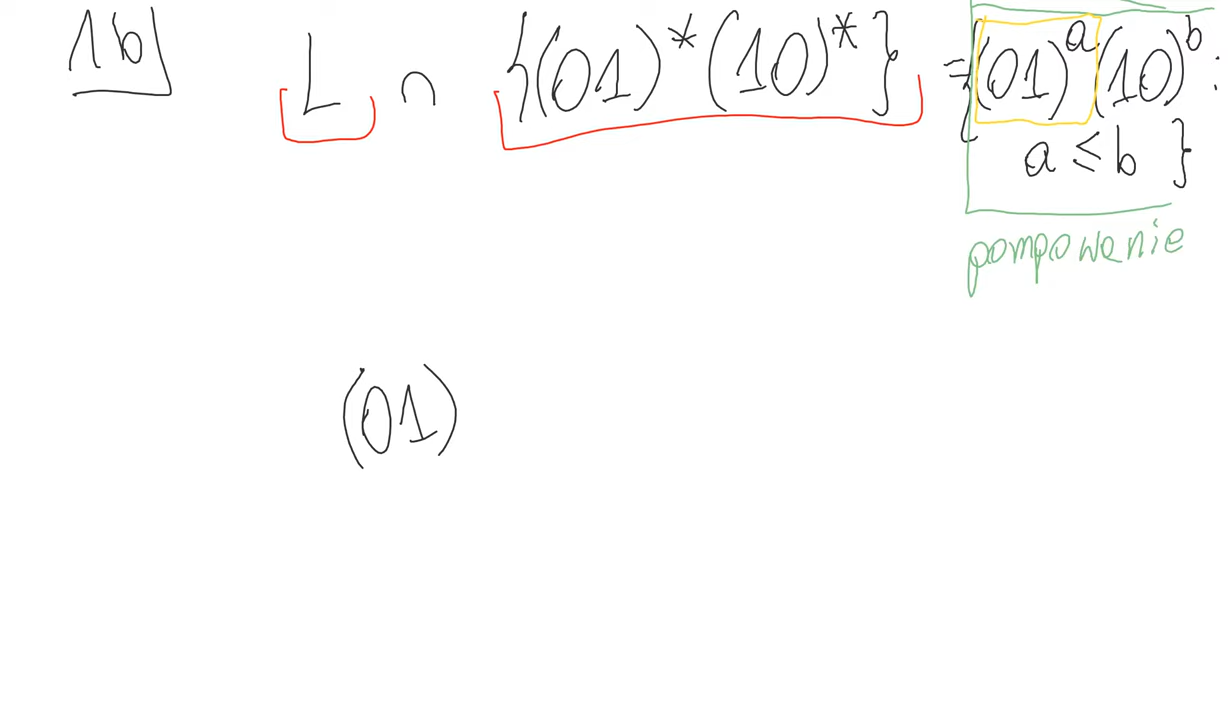 1b
L ∩ {(01)*(10)*} = {(01)^a (10)^b :
a ≤ b }
pompowanie
(01)